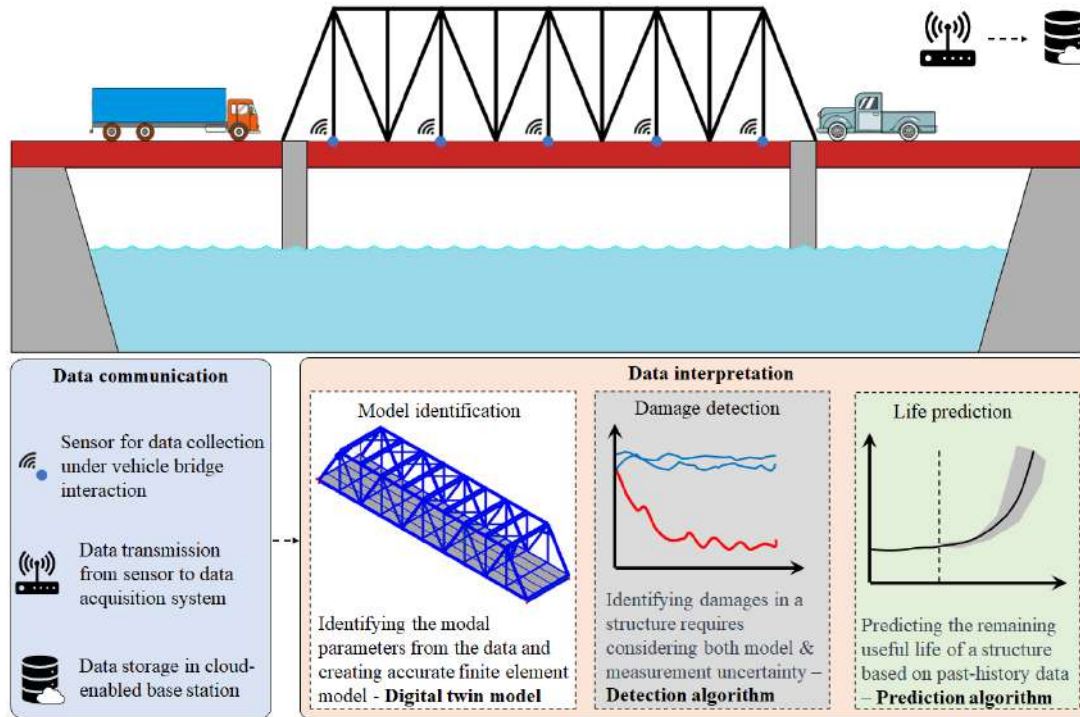 Data communication
Sensor for data collection
under vehicle bridge
interaction
Data transmission
from sensor to data
acquisition system
Data storage in cloud-
enabled base station
Data interpretation
Model identification
Identifying the modal
parameters from the data and
creating accurate finite element
model - Digital twin model
Damage detection
Identifying damages in a
structure requires
considering both model &
measurement uncertainty –
Detection algorithm
Life prediction
Predicting the remaining
useful life of a structure
based on past-history data
– Prediction algorithm